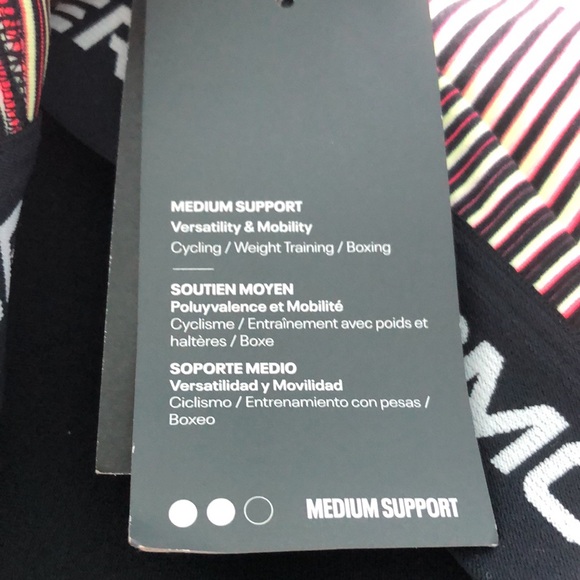 MEDIUM SUPPORT
Versatility & Mobility
Cycling / Weight Training / Boxing
SOUTIEN MOYEN
Poluyvalence et Mobilité
Cyclisme / Entraînement avec poids et
haltères / Boxe
SOPORTE MEDIO
Versatilidad y Movilidad
Ciclismo / Entrenamiento con pesas /
Boxeo
MEDIUM SUPPORT